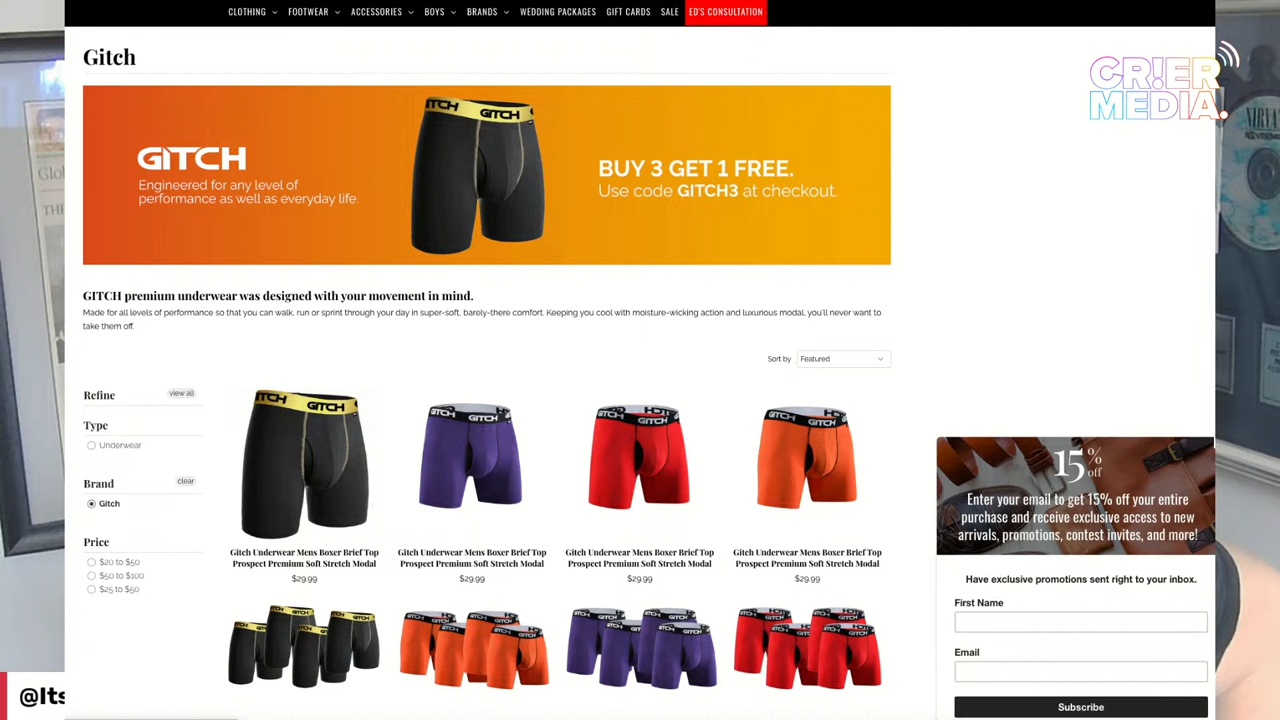 CLOTHING FOOTWEAR ACCESSORIES BOYS BRANDS WEDDING PACKAGES GIFT CARDS SALE ED'S CONSULTATION
Gitch
CR!ER
MEDIA.
GITCH
Engineered for any level of
performance as well as everyday life.
GITCH
BUY 3 GET 1 FREE.
Use code GITCH3 at checkout.
GITCH premium underwear was designed with your movement in mind.
Made for all levels of performance so that you can walk, run or sprint through your day in super-soft, barely-there comfort. Keeping you cool with moisture-wicking action and luxurious modal, you'll never want to
take them off.
Sort by Featured
Refine view all
Type
Underwear
Brand clear
Gitch
Price
$20 to $50
$50 to $100
$25 to $50
GITCH
GITCH
GITCH
GITCH
Gitch Underwear Mens Boxer Brief Top
Prospect Premium Soft Stretch Modal
$29.99
Gitch Underwear Mens Boxer Brief Top
Prospect Premium Soft Stretch Modal
$29.99
Gitch Underwear Mens Boxer Brief Top
Prospect Premium Soft Stretch Modal
$29.99
Gitch Underwear Mens Boxer Brief Top
Prospect Premium Soft Stretch Modal
$29.99
15% off
Enter your email to get 15% off your entire
purchase and receive exclusive access to new
arrivals, promotions, contest invites, and more!
Have exclusive promotions sent right to your inbox.
First Name
Email
Subscribe
@Its